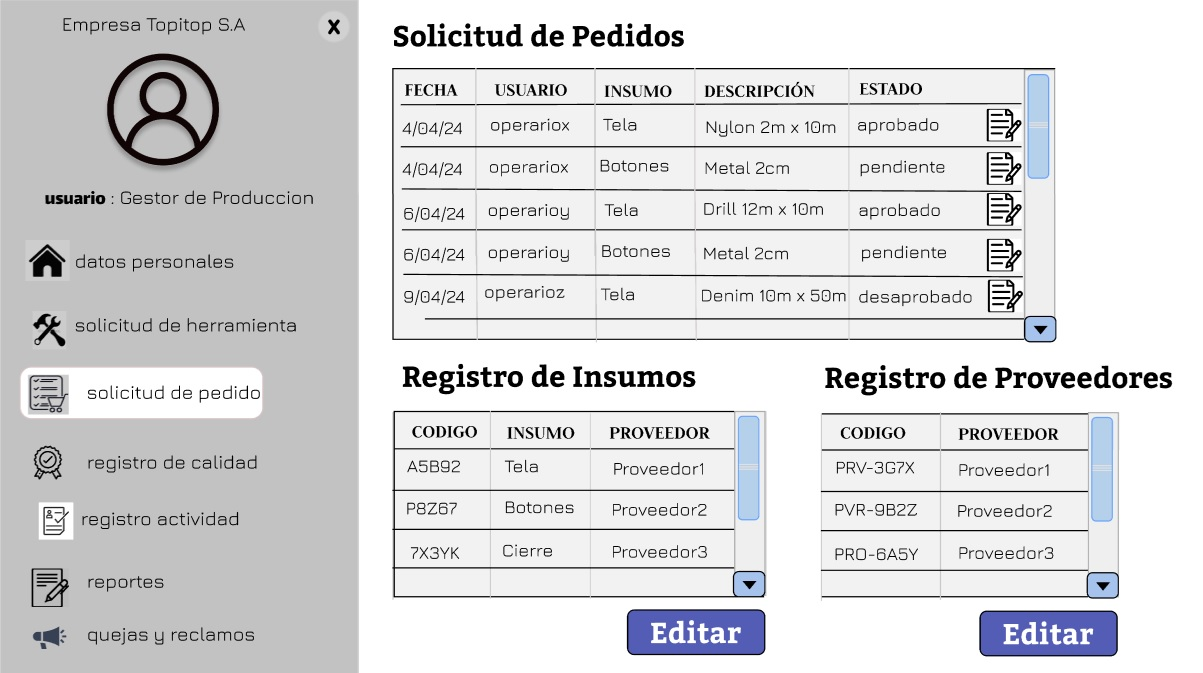 Empresa Topitop S.A
X
usuario : Gestor de Produccion
datos personales
solicitud de herramienta
solicitud de pedido
registro de calidad
registro actividad
reportes
quejas y reclamos
Solicitud de Pedidos
FECHA USUARIO INSUMO DESCRIPCIÓN ESTADO
4/04/24 operariox Tela Nylon 2m x 10m aprobado
4/04/24 operariox Botones Metal 2cm pendiente
6/04/24 operarioy Tela Drill 12m x 10m aprobado
6/04/24 operarioy Botones Metal 2cm pendiente
9/04/24 operarioz Tela Denim 10m x 50m desaprobado
Registro de Insumos
CODIGO INSUMO PROVEEDOR
A5B92 Tela Proveedor1
P8Z67 Botones Proveedor2
7X3YK Cierre Proveedor3
Editar
Registro de Proveedores
CODIGO PROVEEDOR
PRV-3G7X Proveedor1
PVR-9B2Z Proveedor2
PRO-6A5Y Proveedor3
Editar